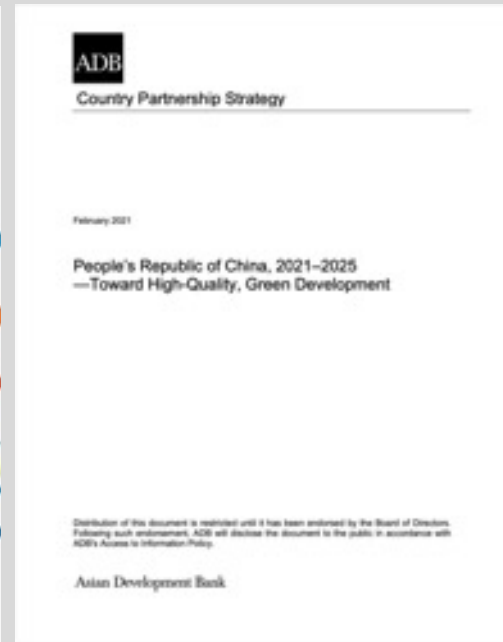 ADB
Country Partnership Strategy
February 2021
People's Republic of China, 2021–2025
—Toward High-Quality, Green Development
Distribution of this document is restricted until it has been endorsed by the Board of Directors.
Following such endorsement, ADB will disclose the document to the public in accordance with
ADB's Access to Information Policy.
Asian Development Bank